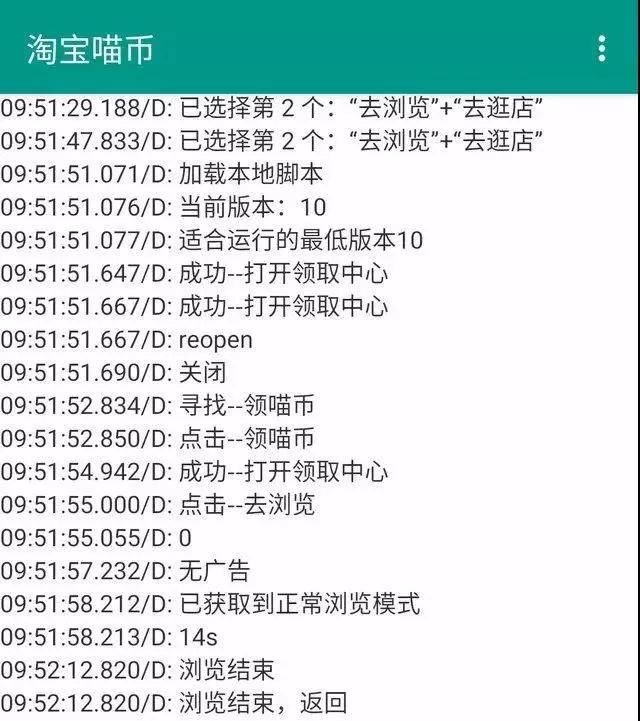 淘宝喵币
09:51:29.188/D: 已选择第 2 个：“去浏览”+“去逛店”
09:51:47.833/D: 已选择第 2 个：“去浏览”+“去逛店”
09:51:51.071/D: 加载本地脚本
09:51:51.076/D: 当前版本：10
09:51:51.077/D: 适合运行的最低版本10
09:51:51.647/D: 成功--打开领取中心
09:51:51.667/D: 成功--打开领取中心
09:51:51.667/D: reopen
09:51:51.690/D: 关闭
09:51:52.834/D: 寻找--领喵币
09:51:52.850/D: 点击--领喵币
09:51:54.942/D: 成功--打开领取中心
09:51:55.000/D: 点击--去浏览
09:51:55.055/D: 0
09:51:57.232/D: 无广告
09:51:58.212/D: 已获取到正常浏览模式
09:51:58.213/D: 14s
09:52:12.820/D: 浏览结束
09:52:12.820/D: 浏览结束，返回